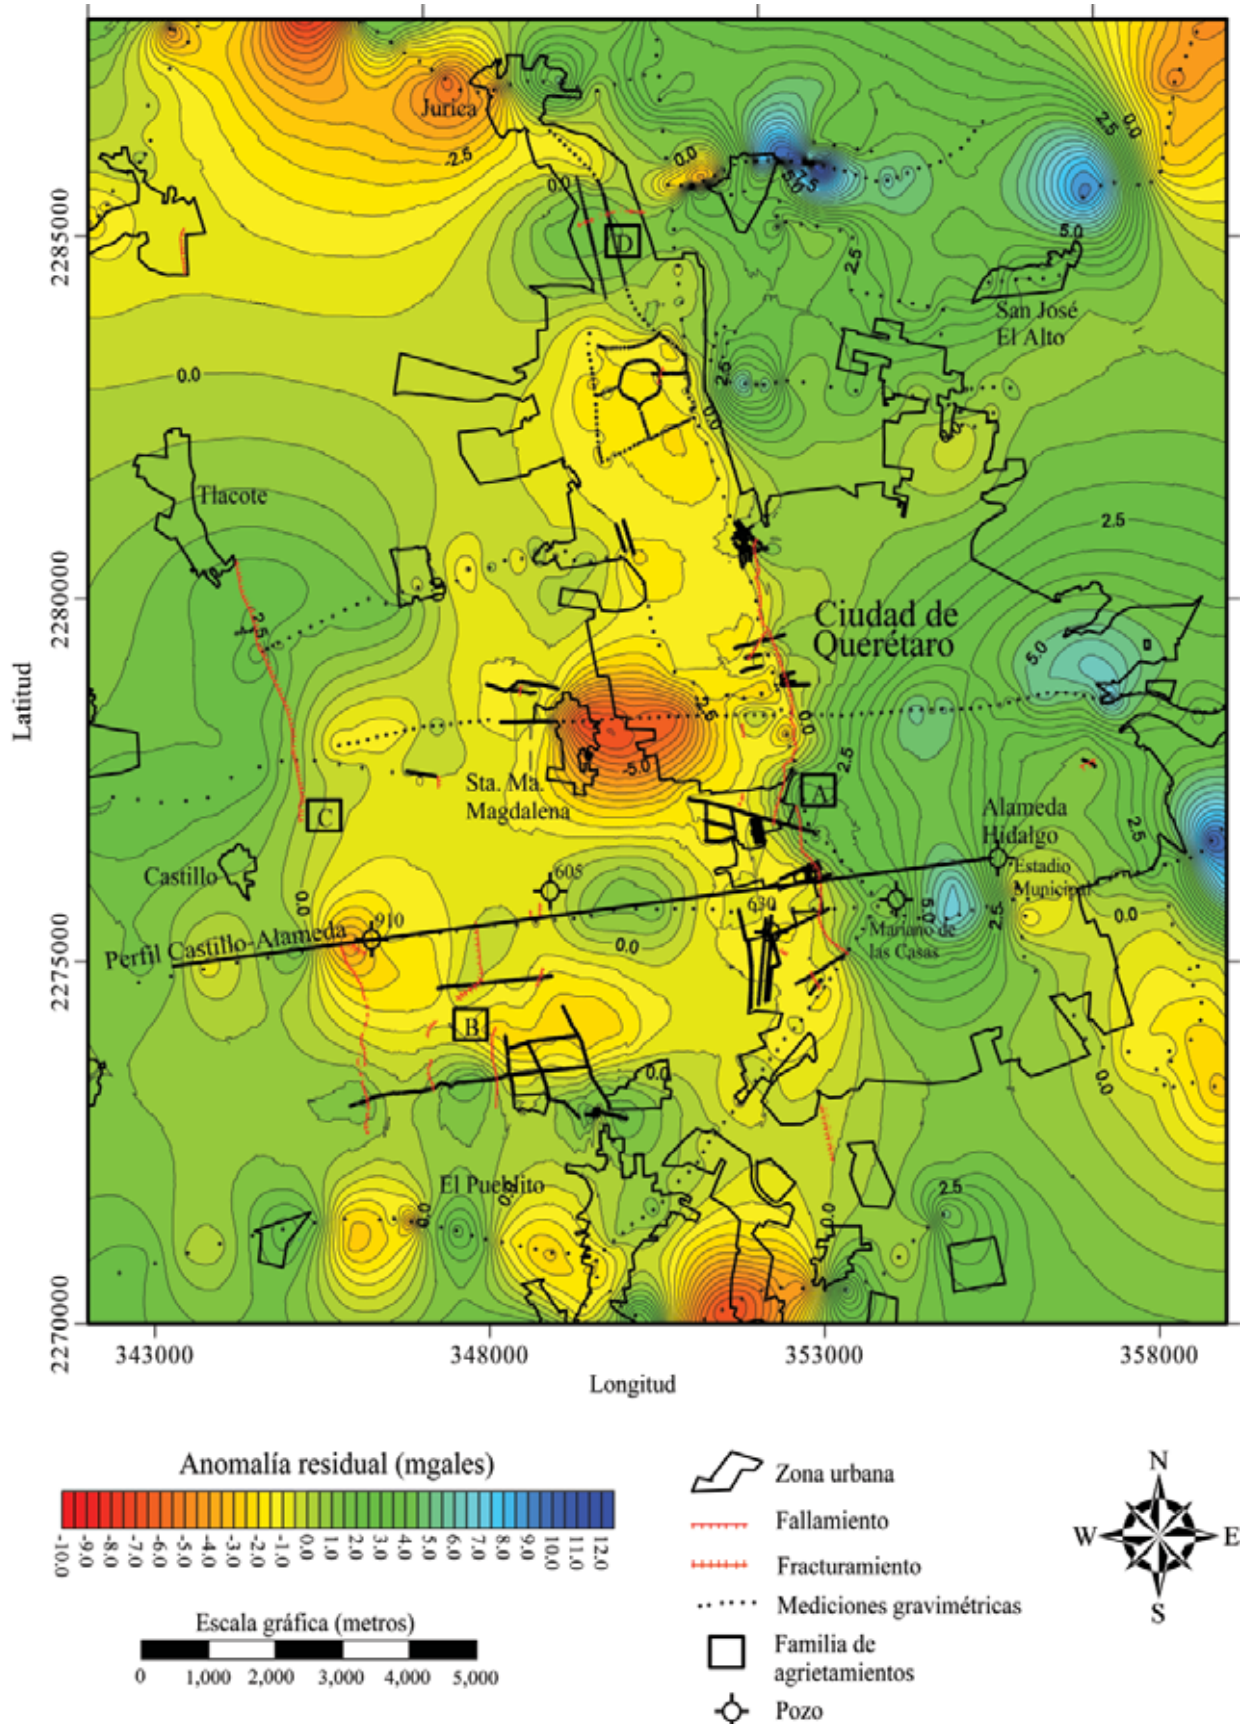 Jurica
-2.5
0.0
0.0
5.0
7.5
2.5
0.0
5.0
2.5
D
San José
El Alto
2285000
0.0
2.5
0.0
0.0
Tlacote
2.5
2280000
0.0
2.5
Ciudad de
Querétaro
5.0
2.5
0.0
-5.0
2.5
Sta. Ma.
Magdalena
A
C
Alameda
Hidalgo
2.5
Castillo
605
Estadio
Municipal
0.0
910
630
5.0
2.5
0.0
Mariano de
las Casas
Perfil Castillo-Alameda
0.0
2275000
B
0.0
0.0
El Pueblito
0.0
0.0
0.0
2.5
2270000
Latitud
343000
348000
353000
358000
Longitud
Anomalía residual (mgales)
-10.0
-9.0
-8.0
-7.0
-6.0
-5.0
-4.0
-3.0
-2.0
-1.0
0.0
1.0
2.0
3.0
4.0
5.0
6.0
7.0
8.0
9.0
10.0
11.0
12.0
Escala gráfica (metros)
0 1,000 2,000 3,000 4,000 5,000
Zona urbana
Fallamiento
Fracturamiento
Mediciones gravimétricas
Familia de
agrietamientos
Pozo
N
W E
S